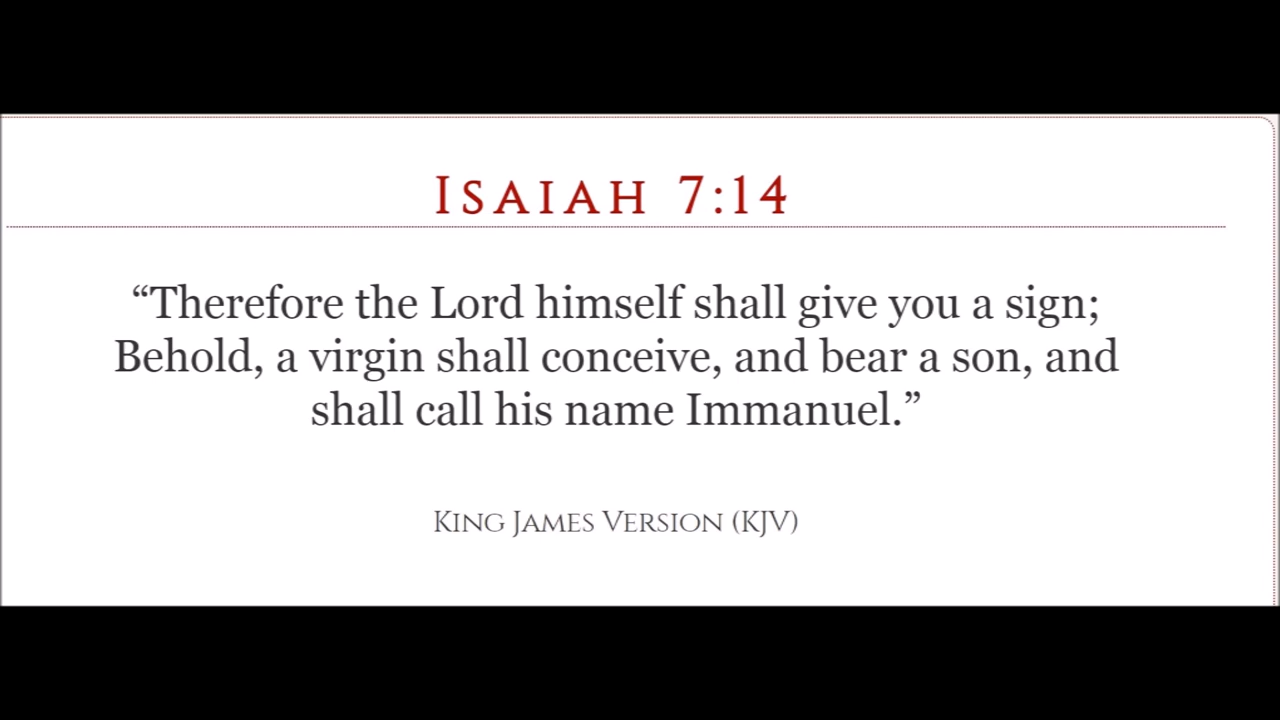 Isaiah 7:14
“Therefore the Lord himself shall give you a sign;
Behold, a virgin shall conceive, and bear a son, and
shall call his name Immanuel.”
King James Version (KJV)